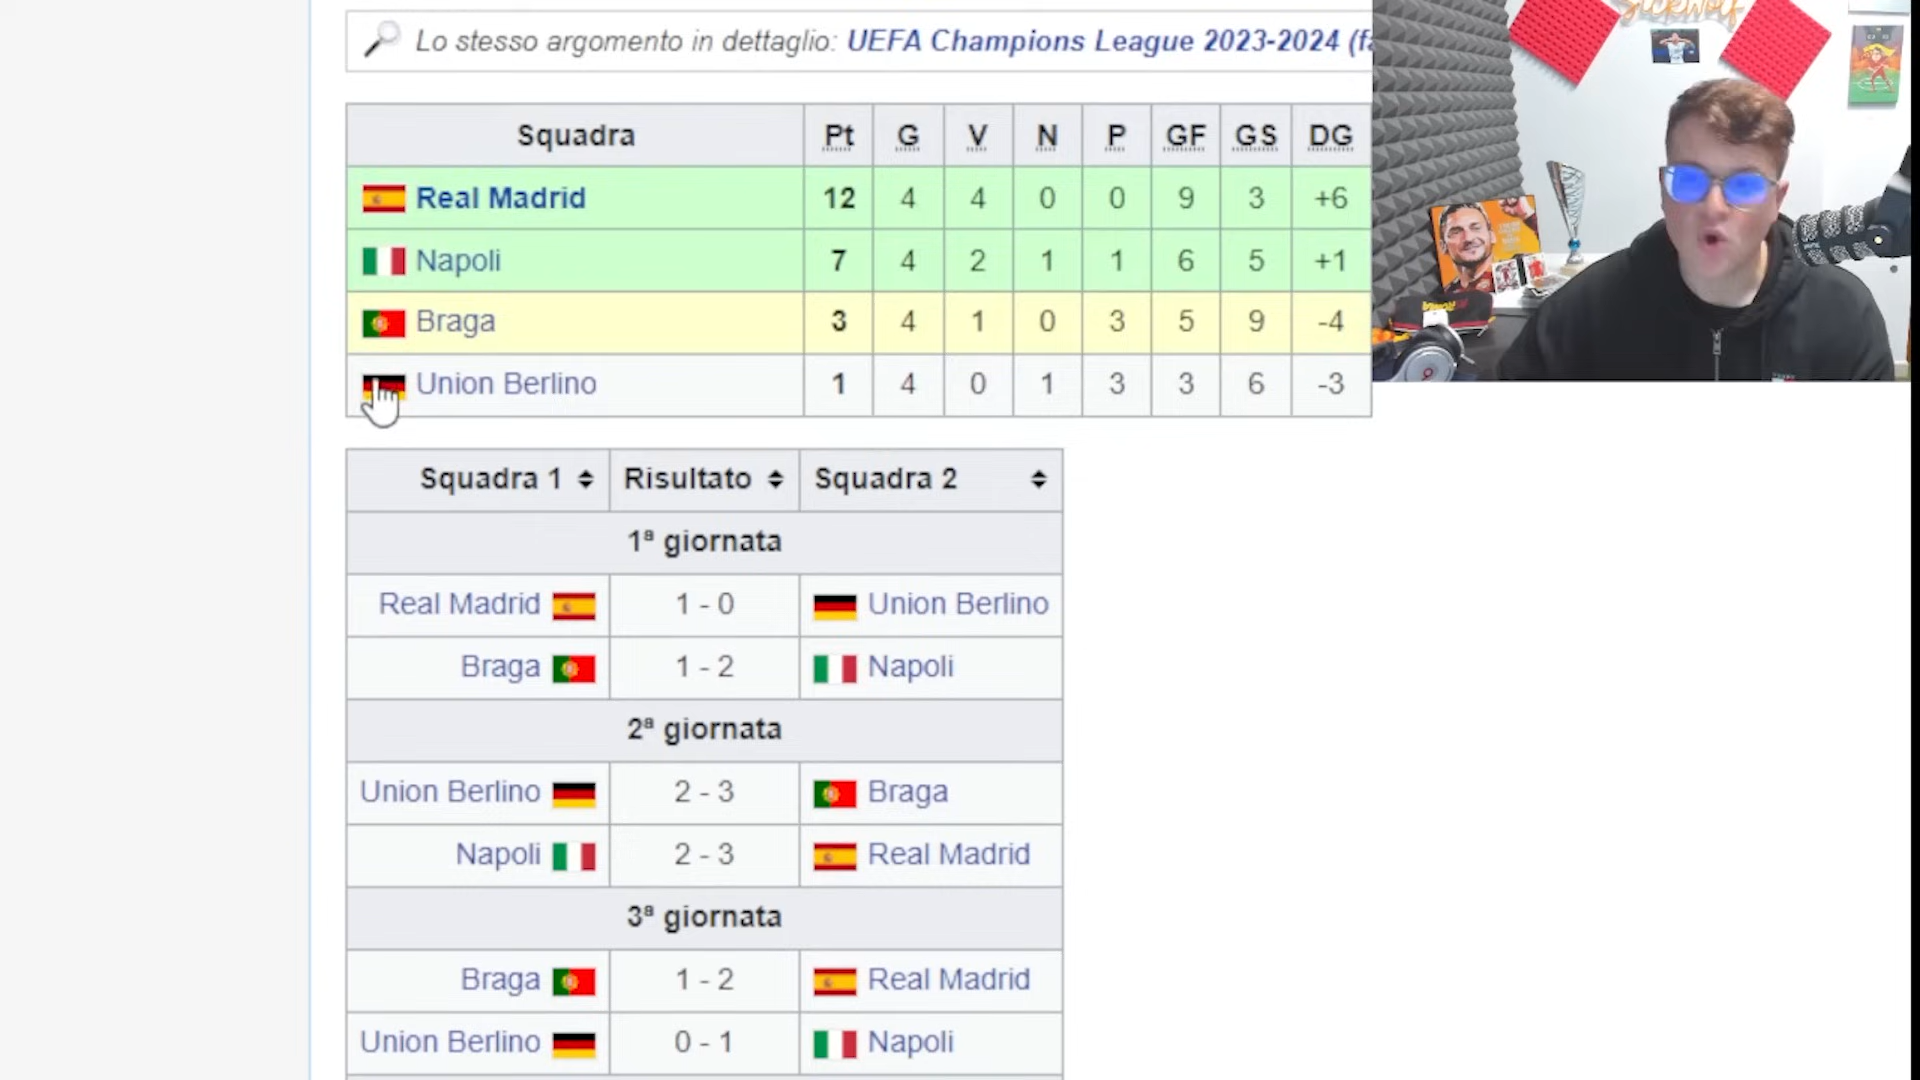 Lo stesso argomento in dettaglio: UEFA Champions League 2023-2024
Squadra Pt G V N P GF GS DG
Real Madrid 12 4 4 0 0 9 3 +6
Napoli 7 4 2 1 1 6 5 +1
Braga 3 4 1 0 3 5 9 -4
Union Berlino 1 4 0 1 3 3 6 -3
Squadra 1 Risultato Squadra 2
1ª giornata
Real Madrid 1 - 0 Union Berlino
Braga 1 - 2 Napoli
2ª giornata
Union Berlino 2 - 3 Braga
Napoli 2 - 3 Real Madrid
3ª giornata
Braga 1 - 2 Real Madrid
Union Berlino 0 - 1 Napoli